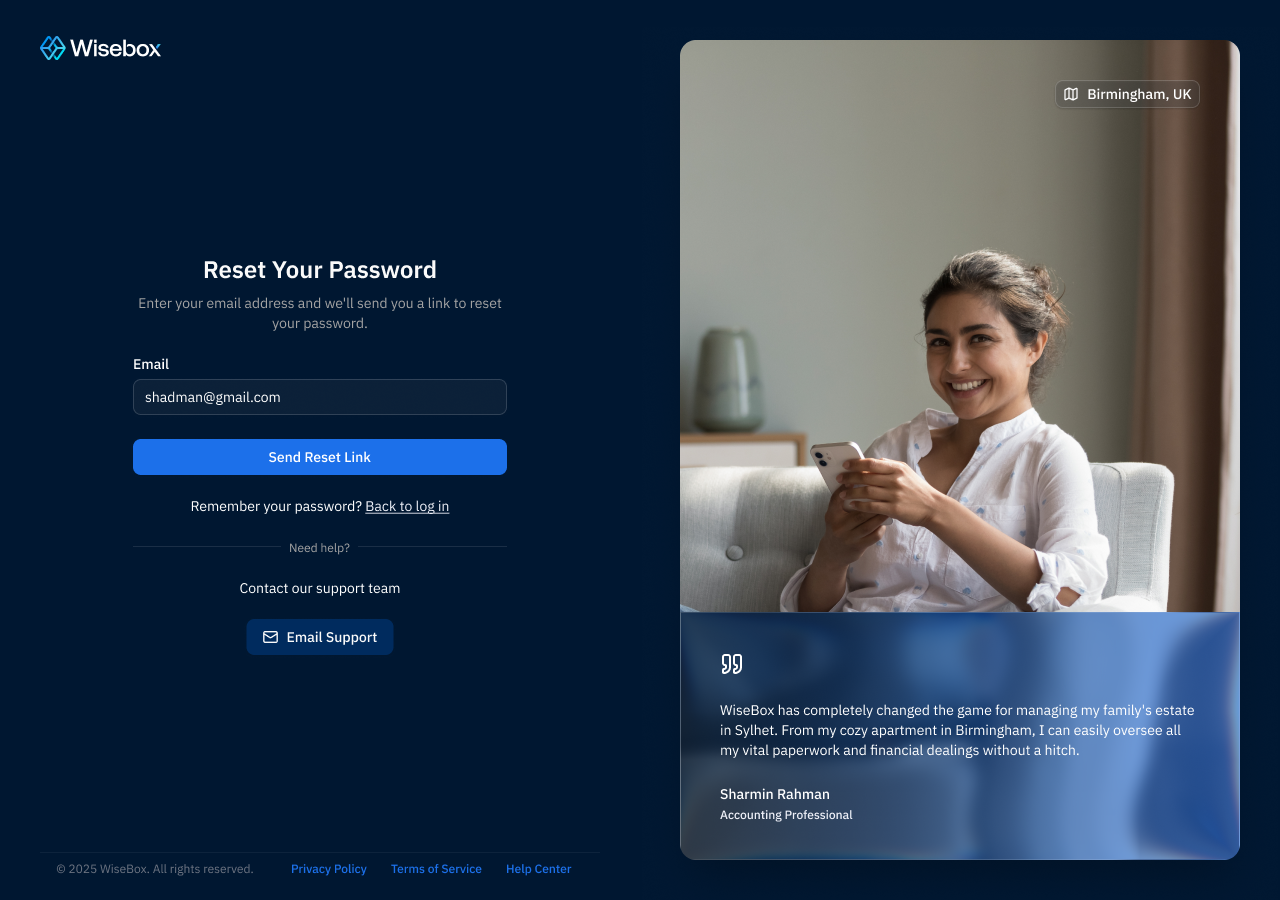 Wisebox
Reset Your Password
Enter your email address and we'll send you a link to reset
your password.
Email
shadman@gmail.com
Send Reset Link
Remember your password? Back to log in
Need help?
Contact our support team
Email Support
© 2025 WiseBox. All rights reserved.
Privacy Policy
Terms of Service
Help Center
Birmingham, UK
WiseBox has completely changed the game for managing my family's estate
in Sylhet. From my cozy apartment in Birmingham, I can easily oversee all
my vital paperwork and financial dealings without a hitch.
Sharmin Rahman
Accounting Professional